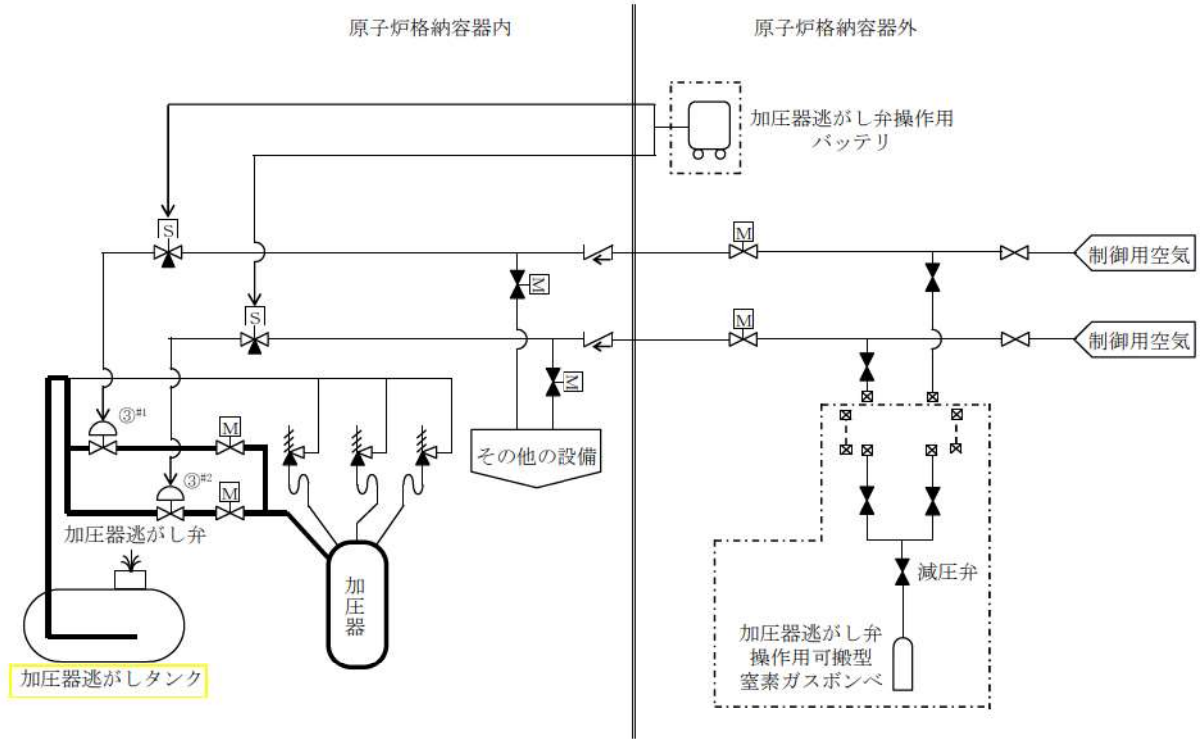 原子炉格納容器内
原子炉格納容器外
加圧器逃がし弁操作用
バッテリ
S
M
制御用空気
M
S
M
制御用空気
M
③#1
M
その他の設備
③#2
M
加圧器逃がし弁
減圧弁
加圧器
加圧器逃がし弁
操作用可搬型
窒素ガスボンベ
加圧器逃がしタンク